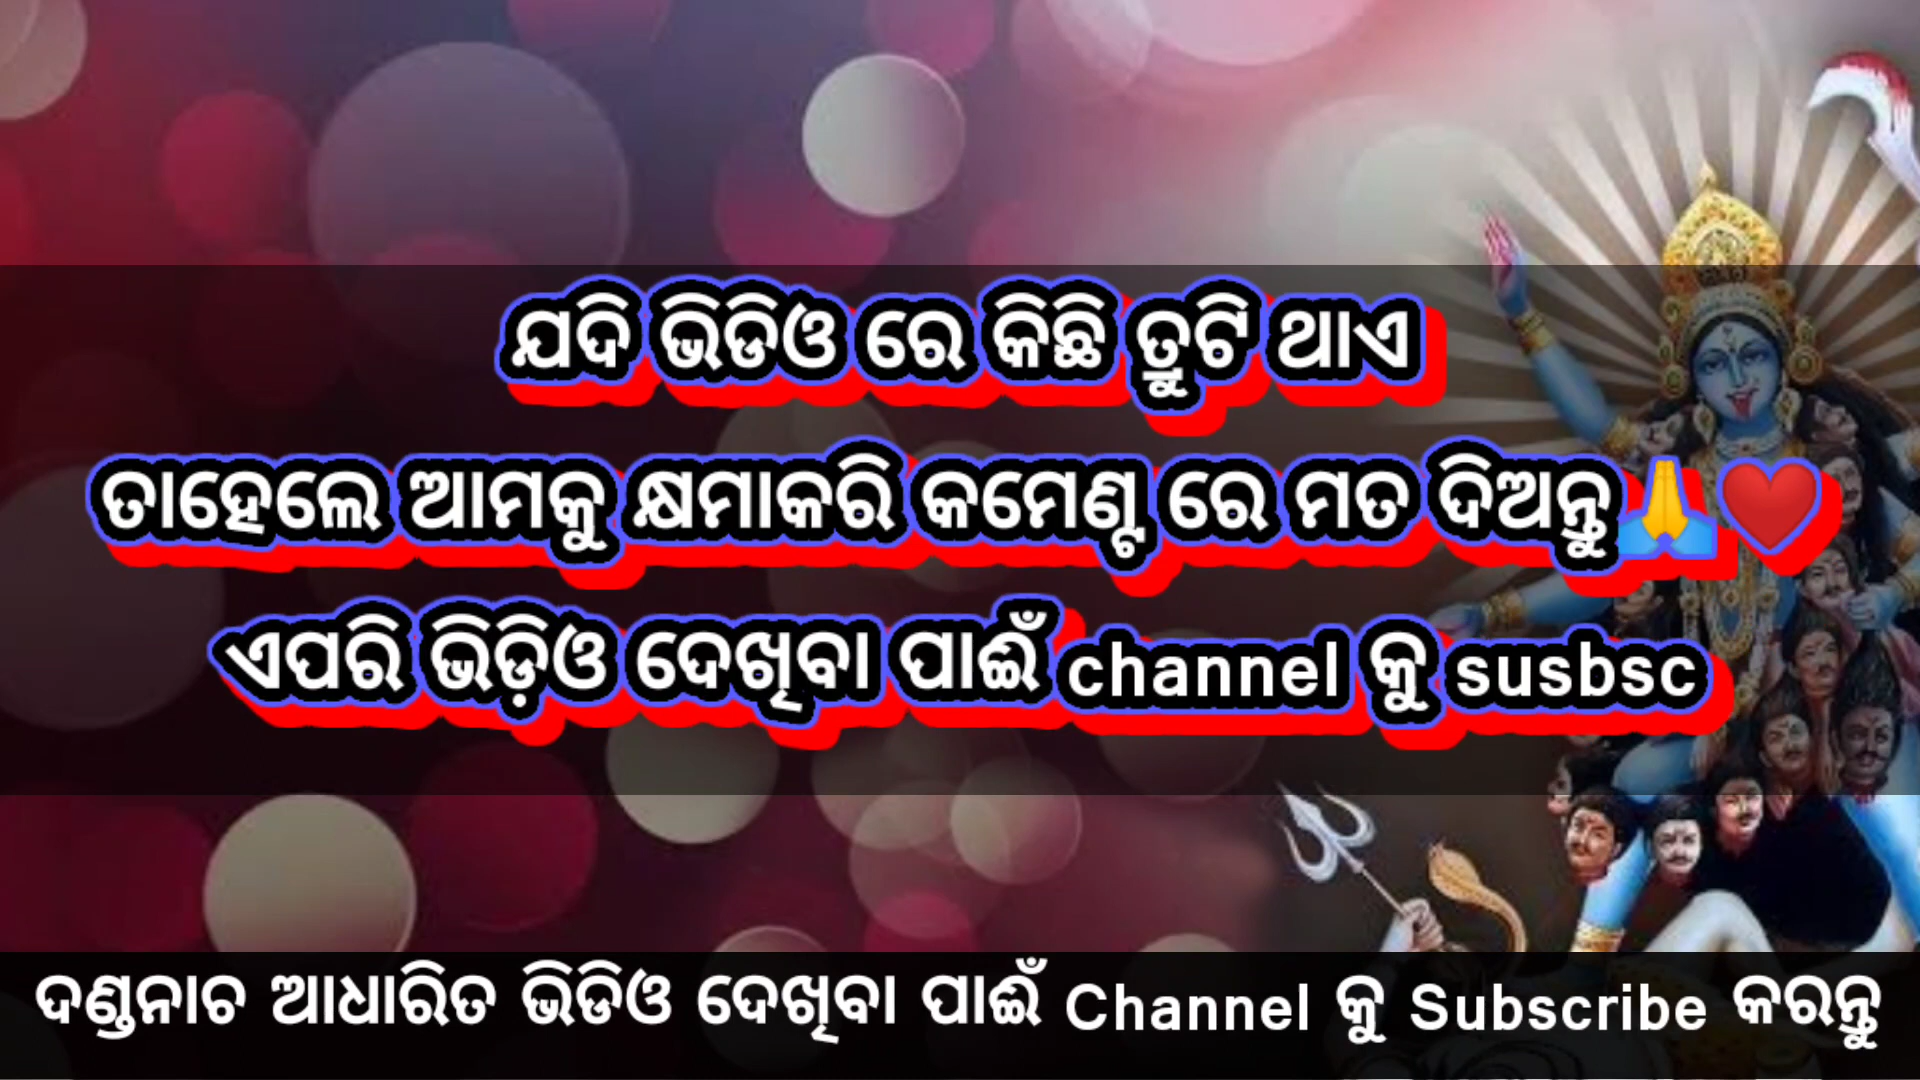 ଯଦି ଭିଡିଓ ରେ କିଛି ତ୍ରୁଟି ଥାଏ
ତାହେଲେ ଆମକୁ କ୍ଷମାକରି କମେଣ୍ଟ ରେ ମତ ଦିଅନ୍ତୁ🙏❤️
ଏପରି ଭିଡ଼ିଓ ଦେଖିବା ପାଇଁ channel କୁ susbsc
ଦଣ୍ଡନାଚ ଆଧାରିତ ଭିଡିଓ ଦେଖିବା ପାଇଁ Channel କୁ Subscribe କରନ୍ତୁ